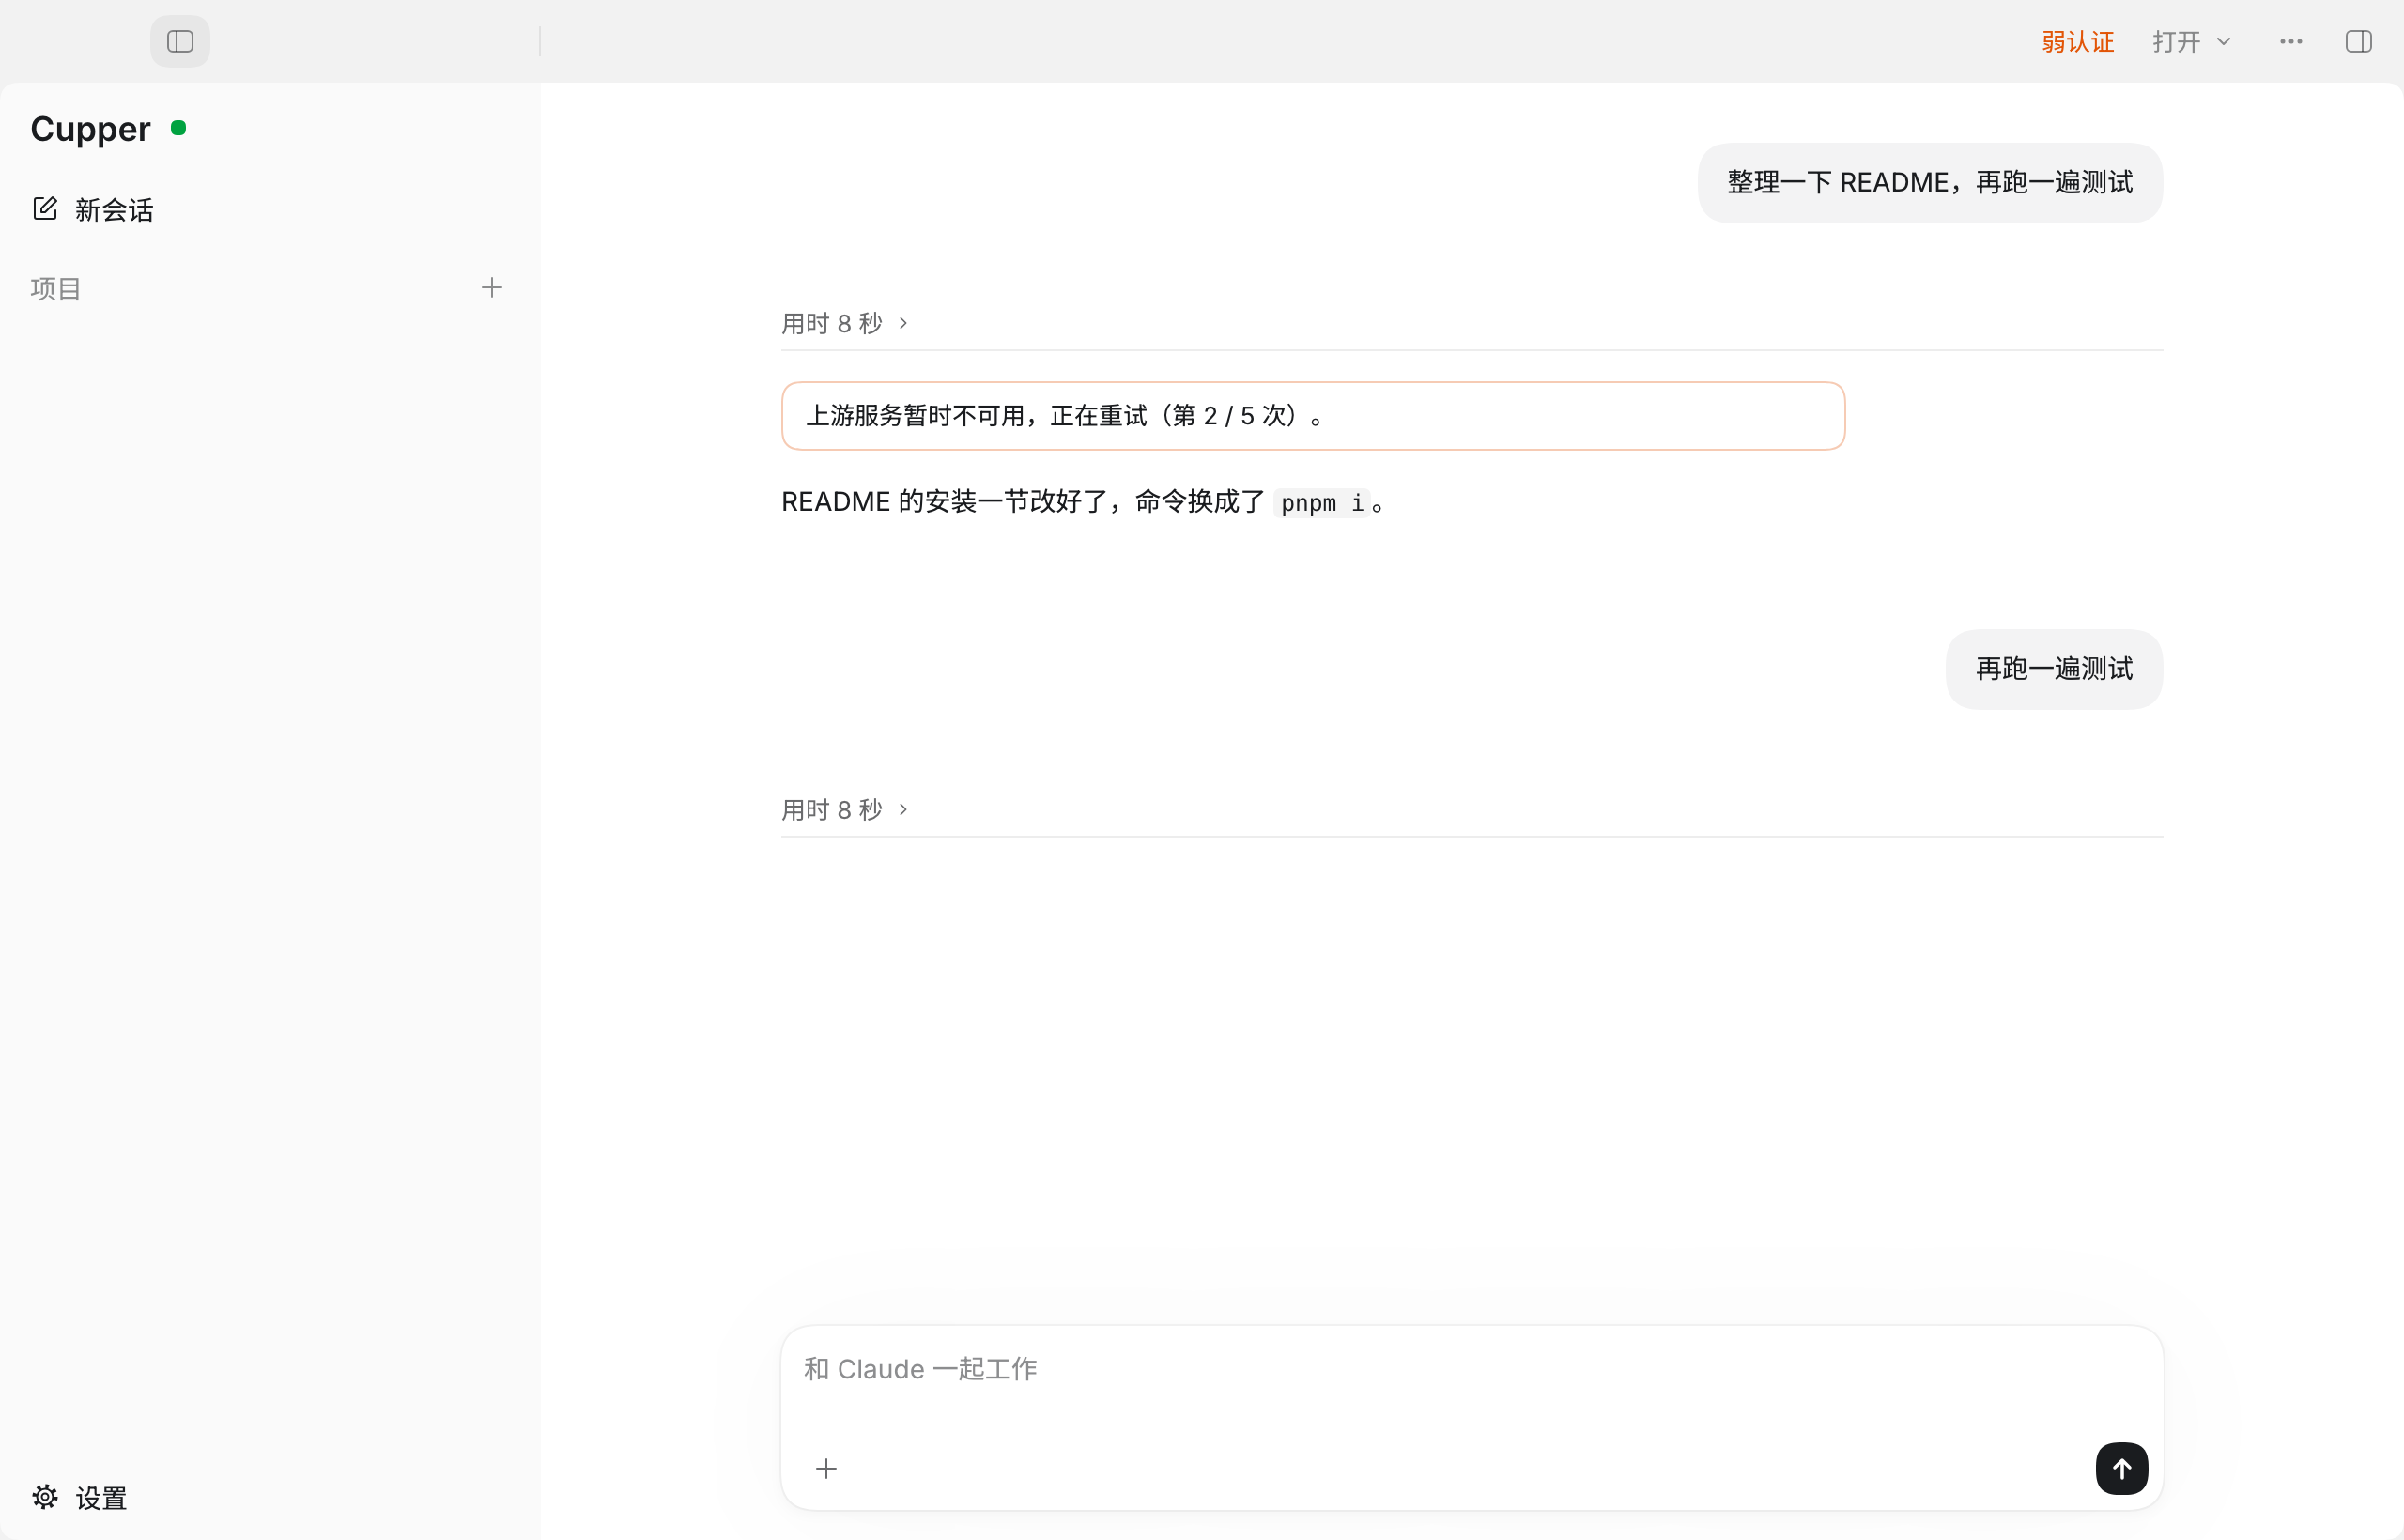 弱认证
打开
Cupper
新会话
项目
整理一下 README，再跑一遍测试
用时 8 秒
上游服务暂时不可用，正在重试（第 2 / 5 次）。
README 的安装一节改好了，命令换成了 pnpm i。
再跑一遍测试
用时 8 秒
和 Claude 一起工作
设置